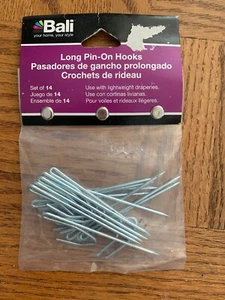 Bali
your home, your style
Long Pin-On Hooks
Pasadores de gancho prolongado
Crochets de rideau
Set of 14
Juego de 14
Ensemble de 14
Use with lightweight draperies.
Use con cortinas livianas.
Pour voiles et rideaux légeres.